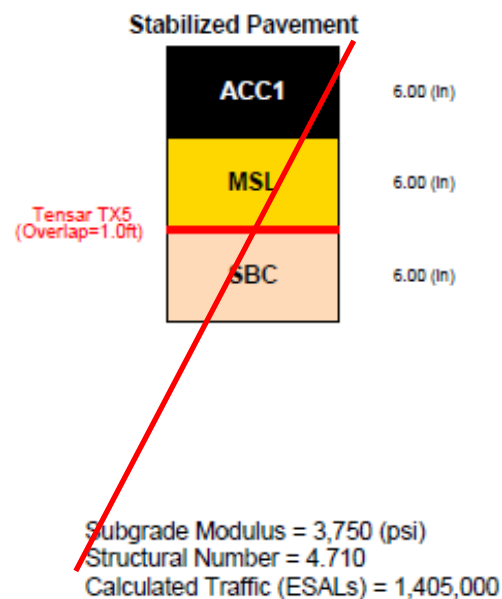 Stabilized Pavement
ACC1
6.00 (in)
MSL
6.00 (in)
Tensar TX5
(Overlap=1.0ft)
SBC
6.00 (in)
Subgrade Modulus = 3,750 (psi)
Structural Number = 4.710
Calculated Traffic (ESALs) = 1,405,000